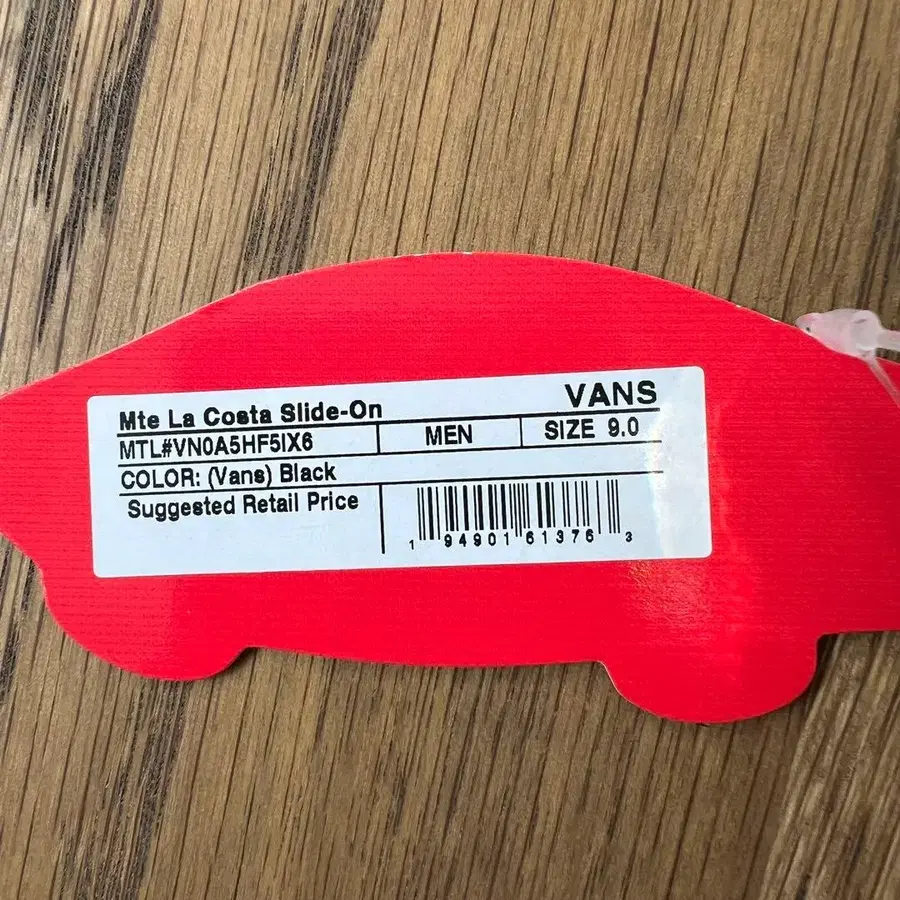 VANS
Mte La Costa Slide-On
MTL#VN0A5HF5IX6 MEN SIZE 9.0
COLOR: (Vans) Black
Suggested Retail Price
1 94901 61376 3